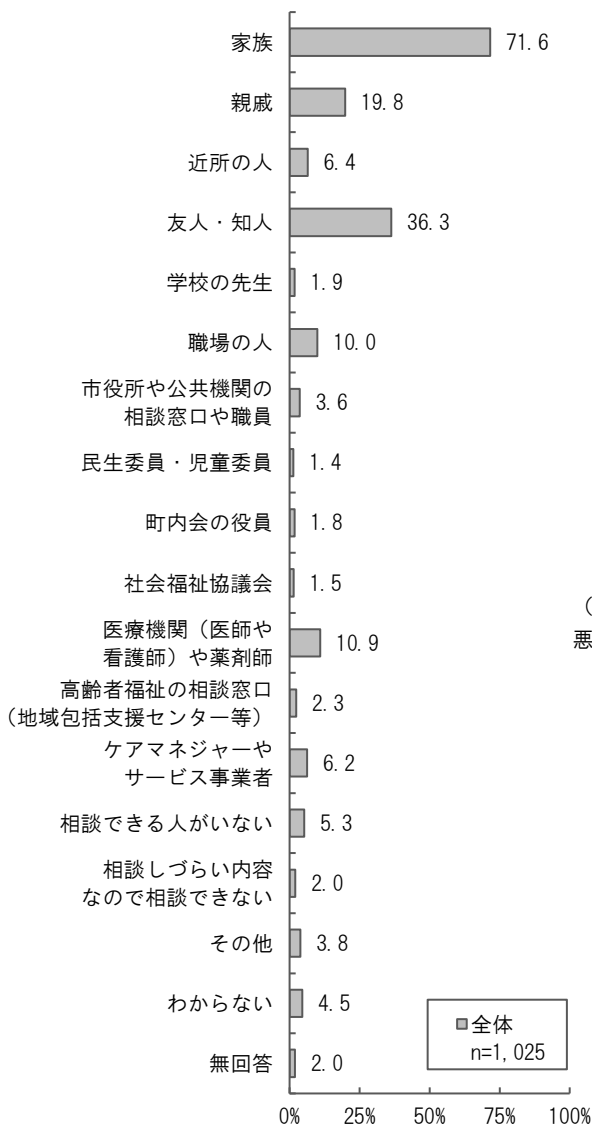 家族 71.6
親戚 19.8
近所の人 6.4
友人・知人 36.3
学校の先生 1.9
職場の人 10.0
市役所や公共機関の
相談窓口や職員 3.6
民生委員・児童委員 1.4
町内会の役員 1.8
社会福祉協議会 1.5
医療機関（医師や
看護師）や薬剤師 10.9
高齢者福祉の相談窓口
（地域包括支援センター等） 2.3
ケアマネジャーや
サービス事業者 6.2
相談できる人がいない 5.3
相談しづらい内容
なので相談できない 2.0
その他 3.8
わからない 4.5
無回答 2.0
全体
n=1,025
0% 25% 50% 75% 100%
（
悪